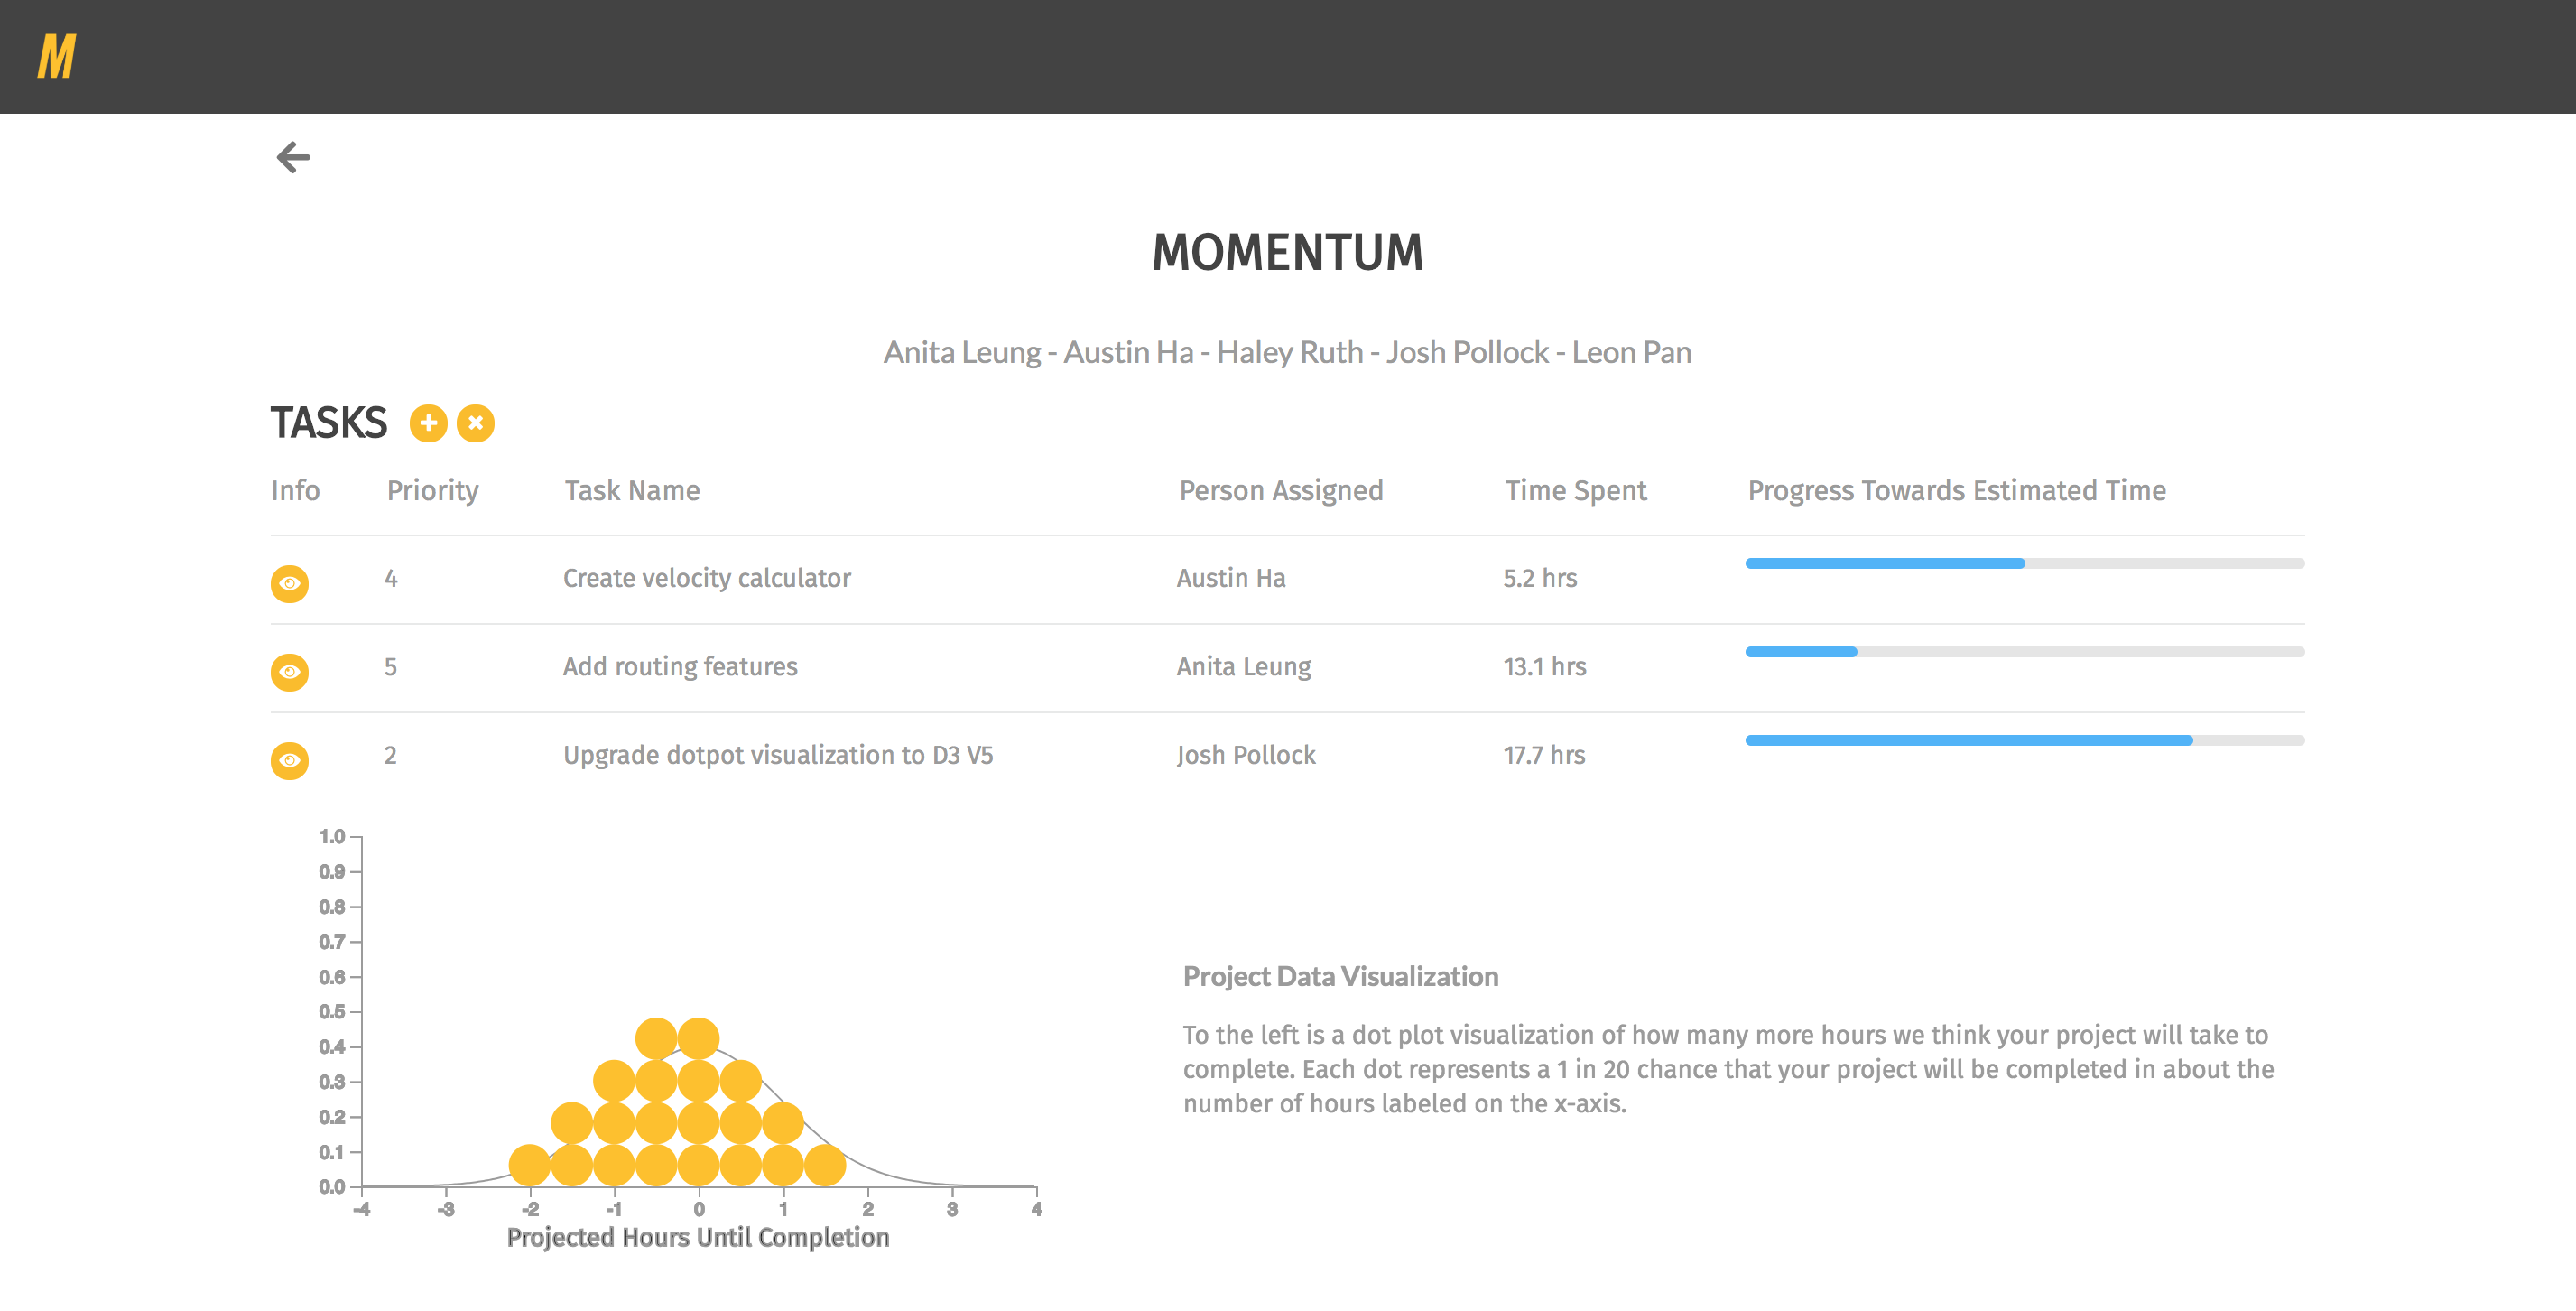 M
MOMENTUM
Anita Leung - Austin Ha - Haley Ruth - Josh Pollock - Leon Pan
TASKS
Info Priority Task Name Person Assigned Time Spent Progress Towards Estimated Time
4 Create velocity calculator Austin Ha 5.2 hrs
5 Add routing features Anita Leung 13.1 hrs
2 Upgrade dotpot visualization to D3 V5 Josh Pollock 17.7 hrs
1.0
0.9
0.8
0.7
0.6
0.5
0.4
0.3
0.2
0.1
0.0
-4 -3 -2 -1 0 1 2 3 4
Projected Hours Until Completion
Project Data Visualization
To the left is a dot plot visualization of how many more hours we think your project will take to
complete. Each dot represents a 1 in 20 chance that your project will be completed in about the
number of hours labeled on the x-axis.